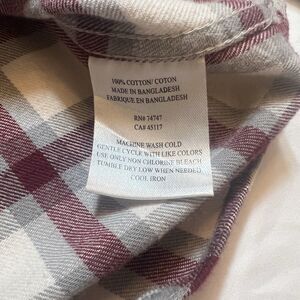 100% COTTON/ COTON
MADE IN BANGLADESH
FABRIQUE EN BANGLADESH
RN# 74747
CA# 45117
MACHINE WASH COLD
GENTLE CYCLE WITH LIKE COLORS
USE ONLY NON CHLORINE BLEACH
TUMBLE DRY LOW WHEN NEEDED
COOL IRON